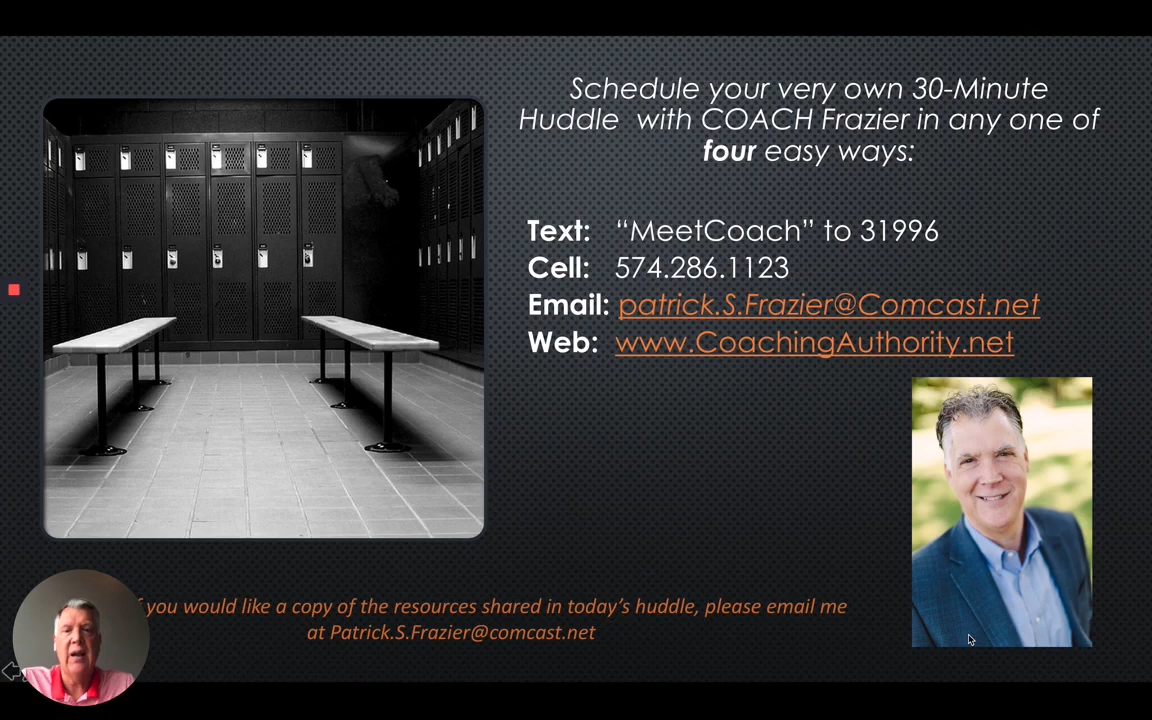 Schedule your very own 30-Minute
Huddle with COACH Frazier in any one of
four easy ways:
Text: “MeetCoach” to 31996
Cell: 574.286.1123
Email: patrick.S.Frazier@Comcast.net
Web: www.CoachingAuthority.net
f you would like a copy of the resources shared in today’s huddle, please email me
at Patrick.S.Frazier@comcast.net